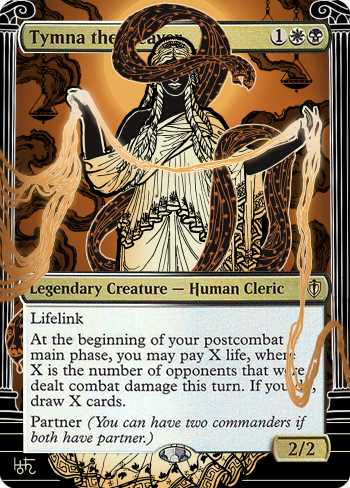 Tymna the Weaver 1
Legendary Creature — Human Cleric
Lifelink
At the beginning of your postcombat
main phase, you may pay X life, where
X is the number of opponents that were
dealt combat damage this turn. If you do,
draw X cards.
Partner (You can have two commanders if
both have partner.)
2/2